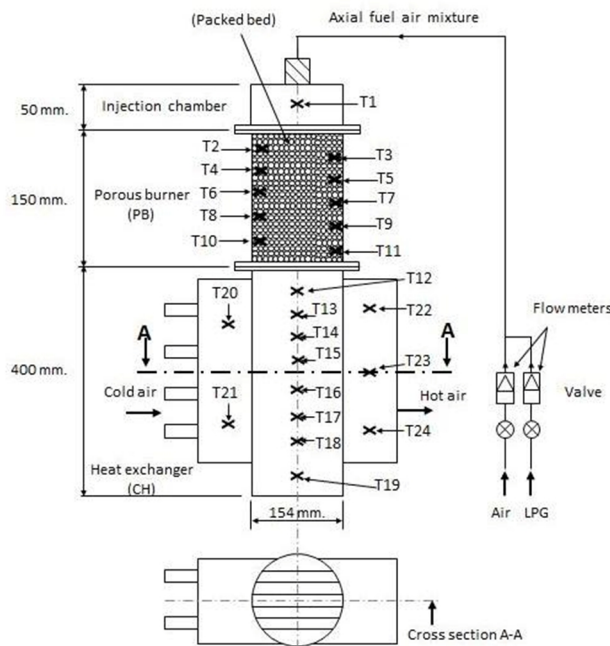 (Packed bed)
Axial fuel air mixture
50 mm.
Injection chamber
T1
T2
T3
T4
T5
T6
T7
T8
T9
T10
T11
150 mm.
Porous burner
(PB)
T12
T20
T13
T22
T14
A
A
T15
T23
400 mm.
Flow meters
Cold air
T16
Hot air
Valve
T21
T17
T18
T24
Heat exchanger
(CH)
T19
154 mm.
Air
LPG
Cross section A-A